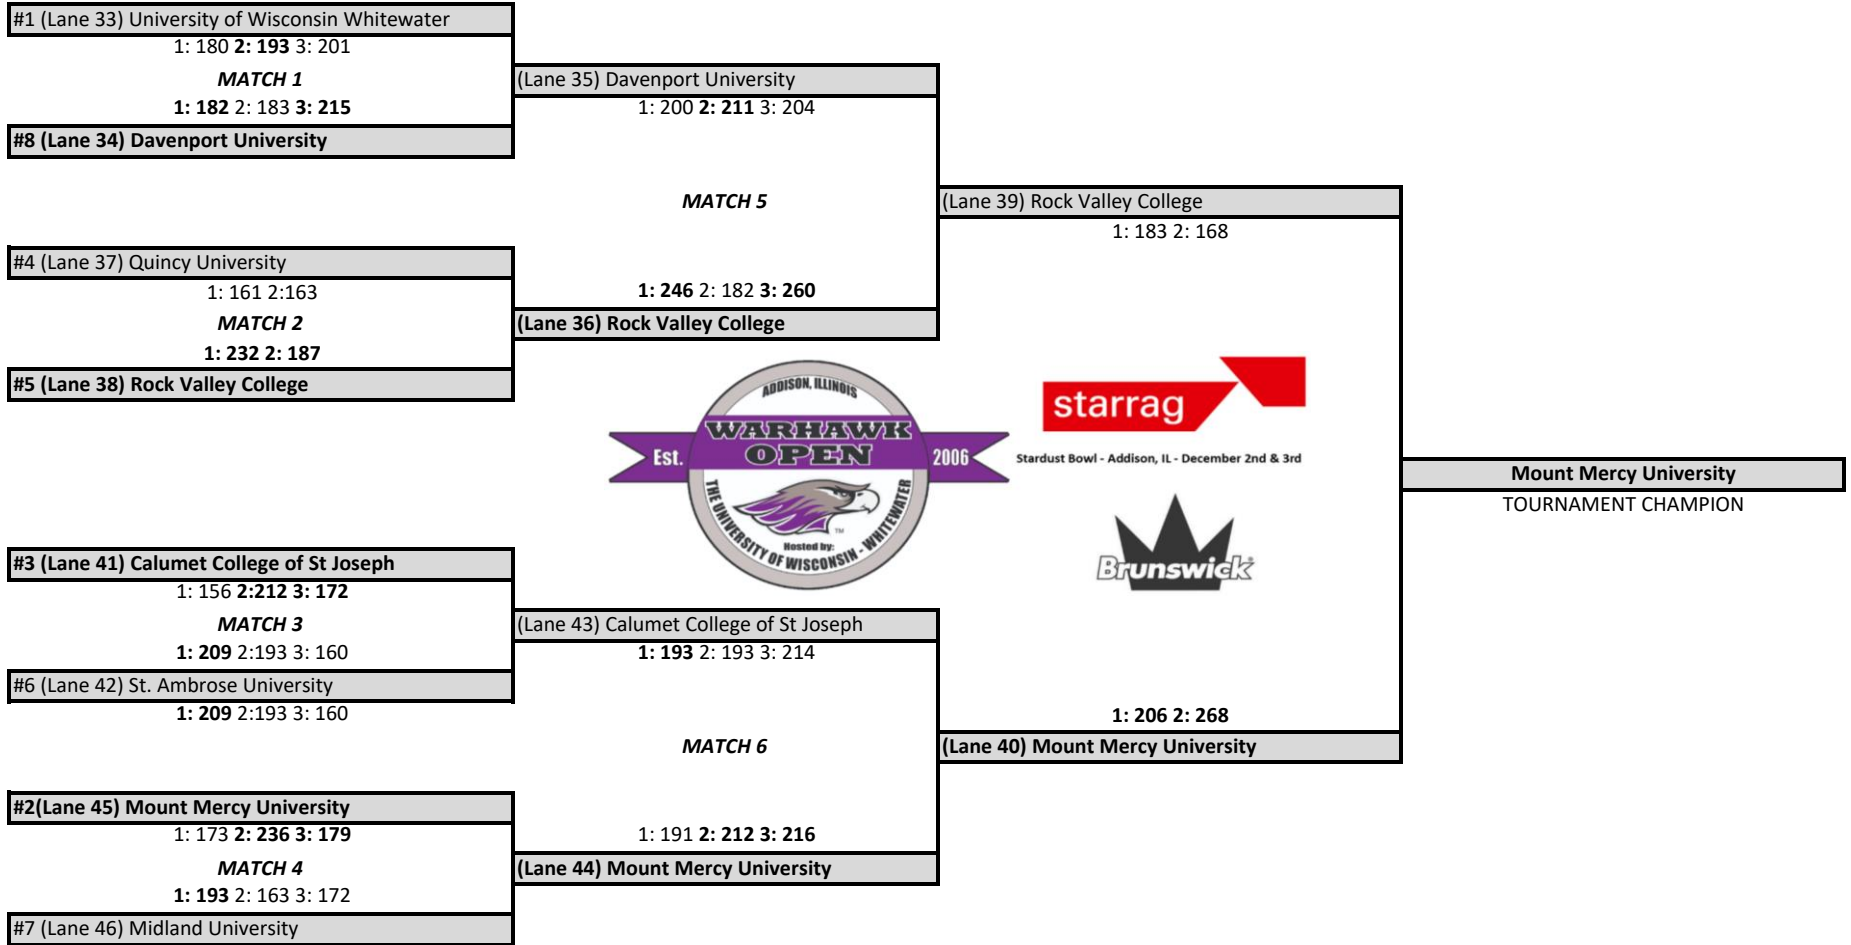 #1 (Lane 33) University of Wisconsin Whitewater
1: 180 2: 193 3: 201
MATCH 1
1: 182 2: 183 3: 215
#8 (Lane 34) Davenport University
#4 (Lane 37) Quincy University
1: 161 2:163
MATCH 2
1: 232 2: 187
#5 (Lane 38) Rock Valley College
#3 (Lane 41) Calumet College of St Joseph
1: 156 2:212 3: 172
MATCH 3
1: 209 2:193 3: 160
#6 (Lane 42) St. Ambrose University
1: 209 2:193 3: 160
#2(Lane 45) Mount Mercy University
1: 173 2: 236 3: 179
MATCH 4
1: 193 2: 163 3: 172
#7 (Lane 46) Midland University
(Lane 35) Davenport University
1: 200 2: 211 3: 204
MATCH 5
1: 246 2: 182 3: 260
(Lane 36) Rock Valley College
(Lane 43) Calumet College of St Joseph
1: 193 2: 193 3: 214
MATCH 6
1: 191 2: 212 3: 216
(Lane 44) Mount Mercy University
(Lane 39) Rock Valley College
1: 183 2: 168
1: 206 2: 268
(Lane 40) Mount Mercy University
Mount Mercy University
TOURNAMENT CHAMPION
ADDISON, ILLINOIS
WARHAWK
Est. OPEN 2006
TM
Hosted by:
THE UNIVERSITY OF WISCONSIN - WHITEWATER
starrag
Stardust Bowl - Addison, IL - December 2nd & 3rd
Brunswick®